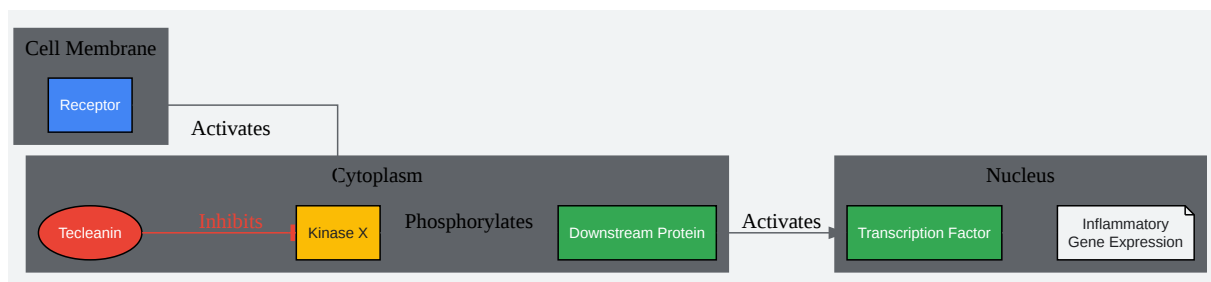 Cell Membrane
Receptor
Activates
Cytoplasm
Nucleus
Tecleanin
Inhibits
Kinase X
Phosphorylates
Downstream Protein
Activates
Transcription Factor
Inflammatory
Gene Expression